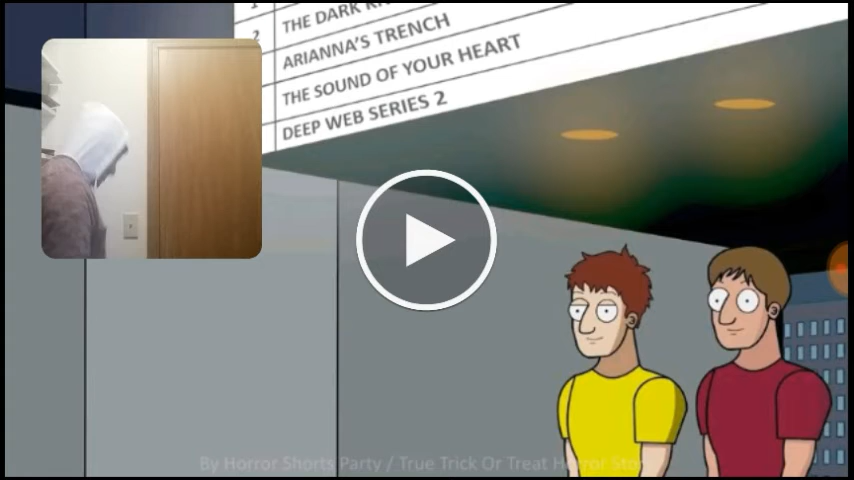 1
2 THE DARK
ARIANNA'S TRENCH
THE SOUND OF YOUR HEART
DEEP WEB SERIES 2
By Horror Shorts Party / True Trick Or Treat Horror